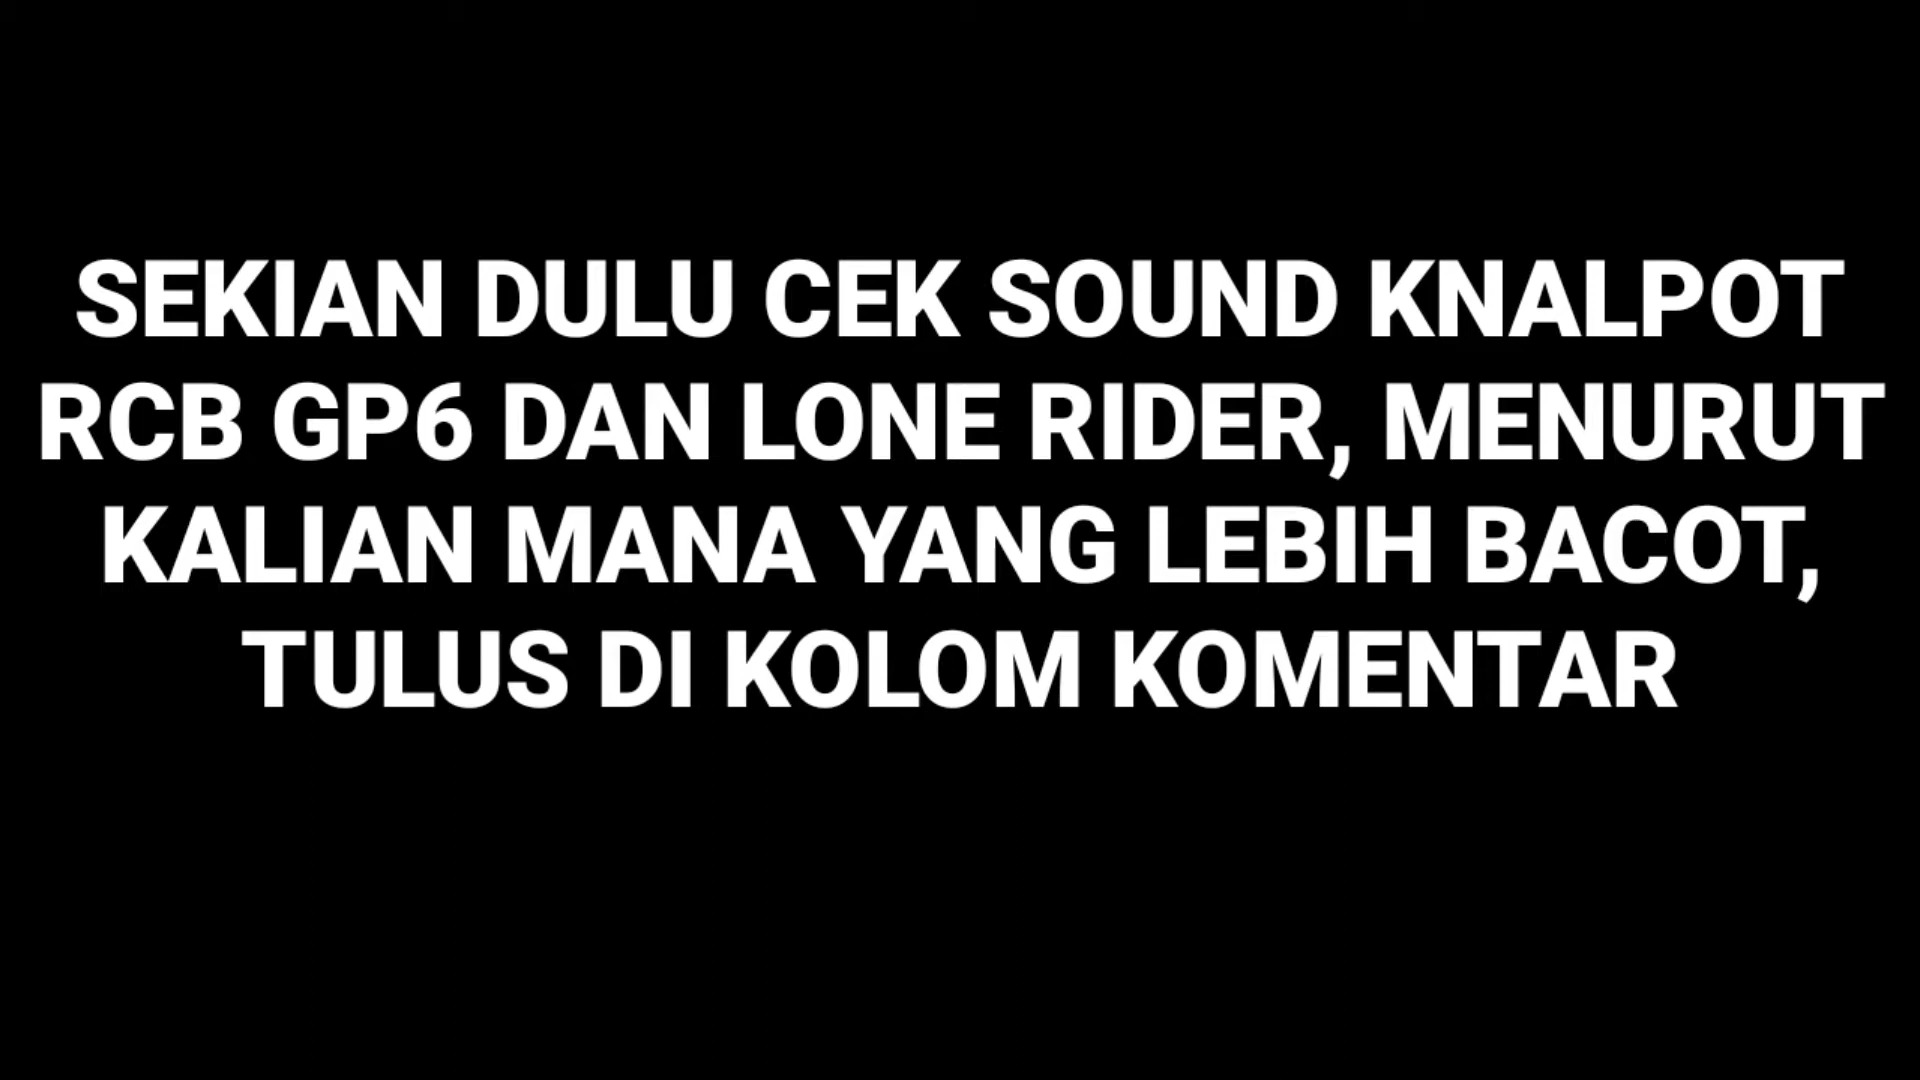 SEKIAN DULU CEK SOUND KNALPOT
RCB GP6 DAN LONE RIDER, MENURUT
KALIAN MANA YANG LEBIH BACOT,
TULUS DI KOLOM KOMENTAR